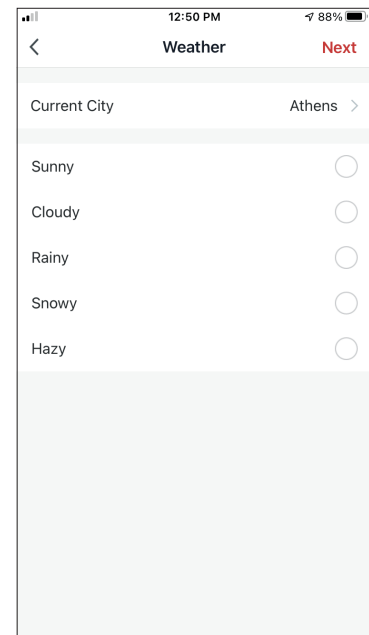 12:50 PM 88%
Weather Next
Current City Athens
Sunny
Cloudy
Rainy
Snowy
Hazy